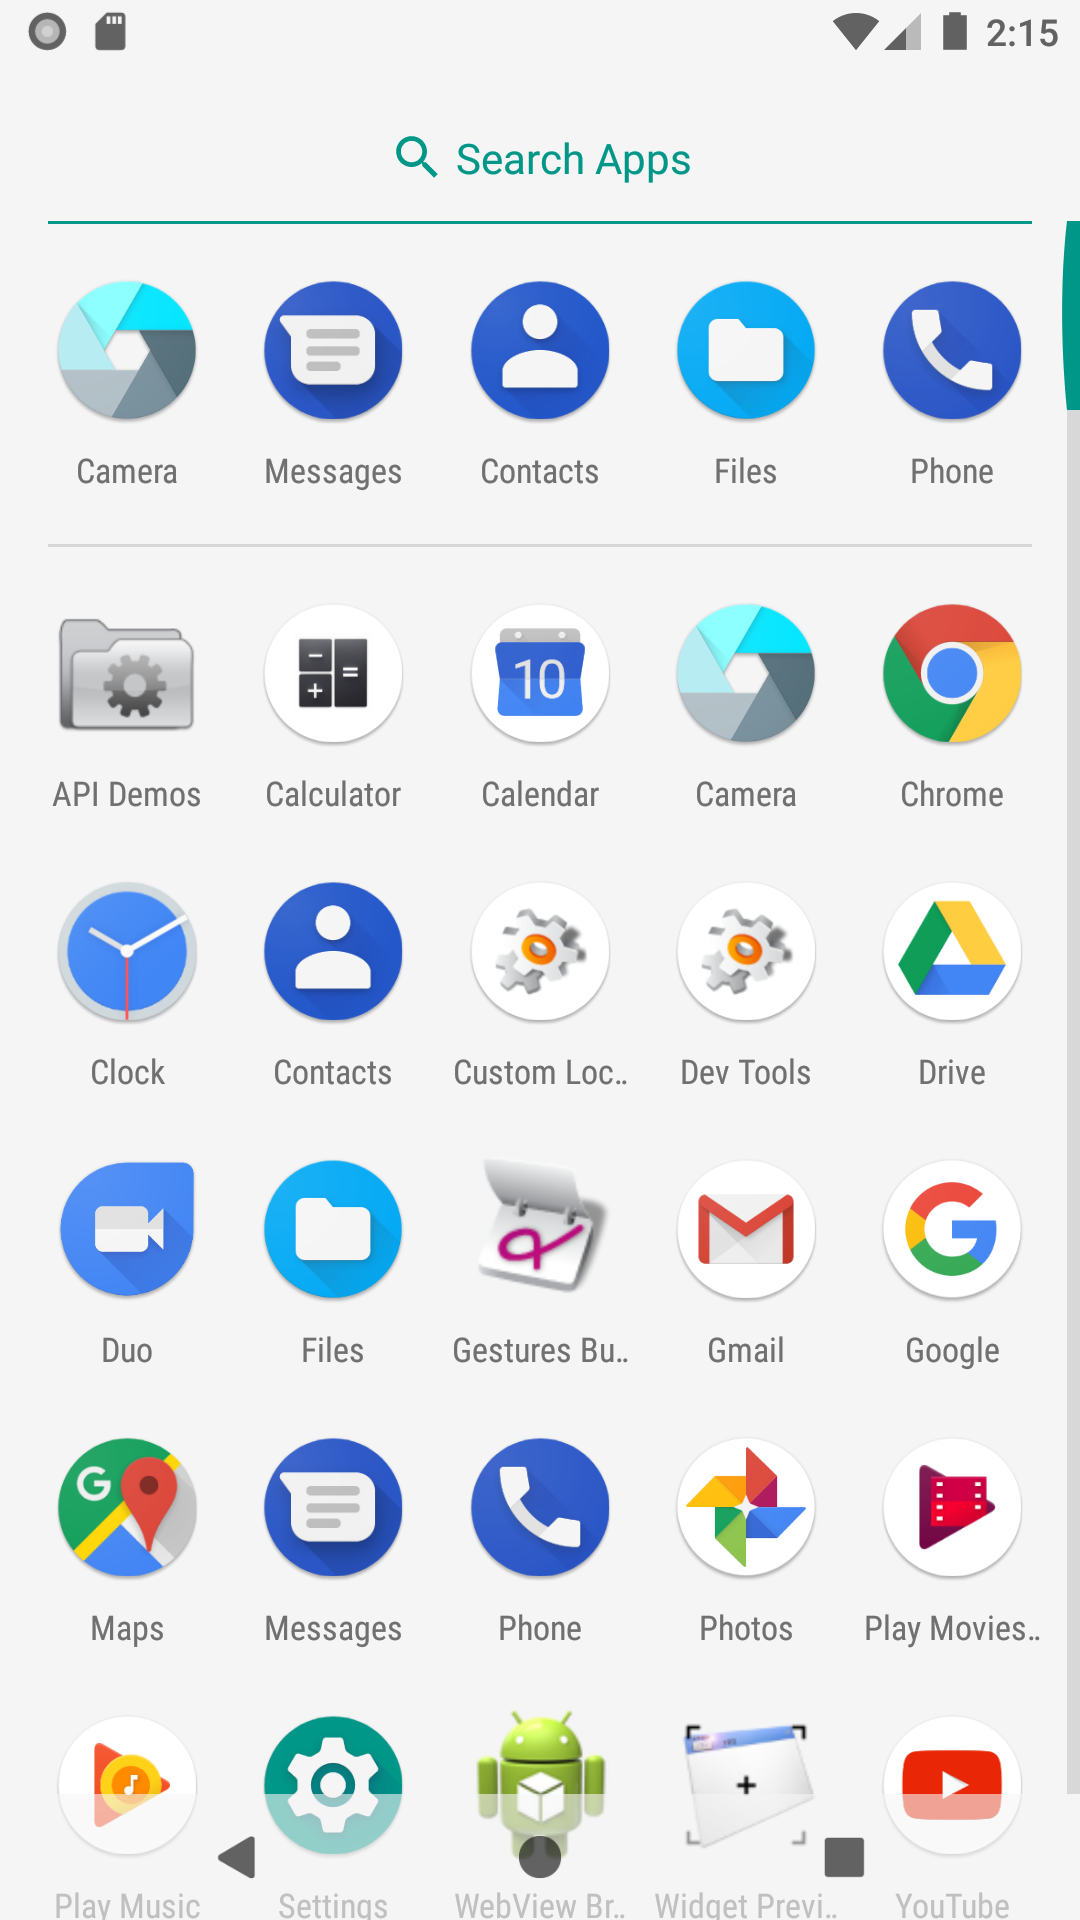 2:15
Search Apps
Camera Messages Contacts Files Phone
API Demos Calculator Calendar Camera Chrome
Clock Contacts Custom Loc.. Dev Tools Drive
Duo Files Gestures Bu.. Gmail Google
Maps Messages Phone Photos Play Movies..
Play Music Settings WebView Br.. Widget Previ.. YouTube